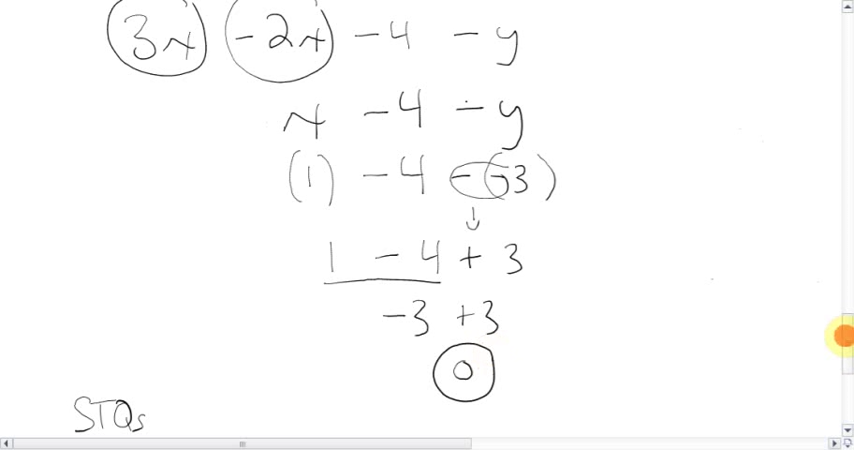 3x -2x -4 -y
x -4 -y
(1) -4 -(-3)
1 -4 + 3
-3 +3
0
STQs